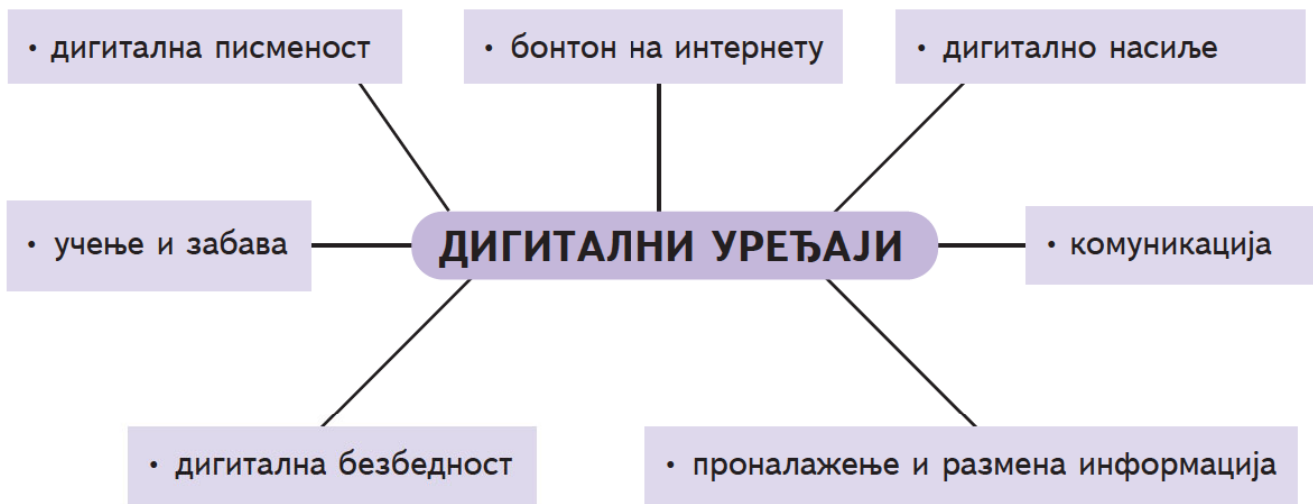 • дигитална писменост
• бонтон на интернету
• дигитално насиље
• учење и забава
ДИГИТАЛНИ УРЕЂАЈИ
• комуникација
• дигитална безбедност
• проналажење и размена информација